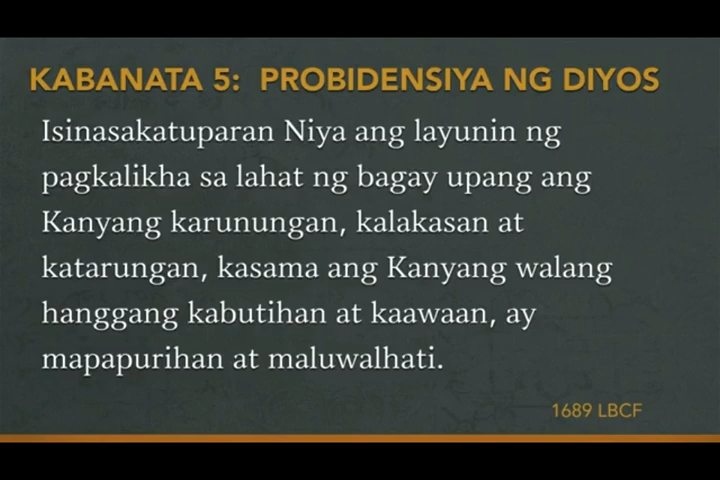 KABANATA 5: PROBIDENSIYA NG DIYOS
Isinasakatuparan Niya ang layunin ng
pagkalikha sa lahat ng bagay upang ang
Kanyang karunungan, kalakasan at
katarungan, kasama ang Kanyang walang
hanggang kabutihan at kaawaan, ay
mapapurihan at maluwalhati.
1689 LBCF